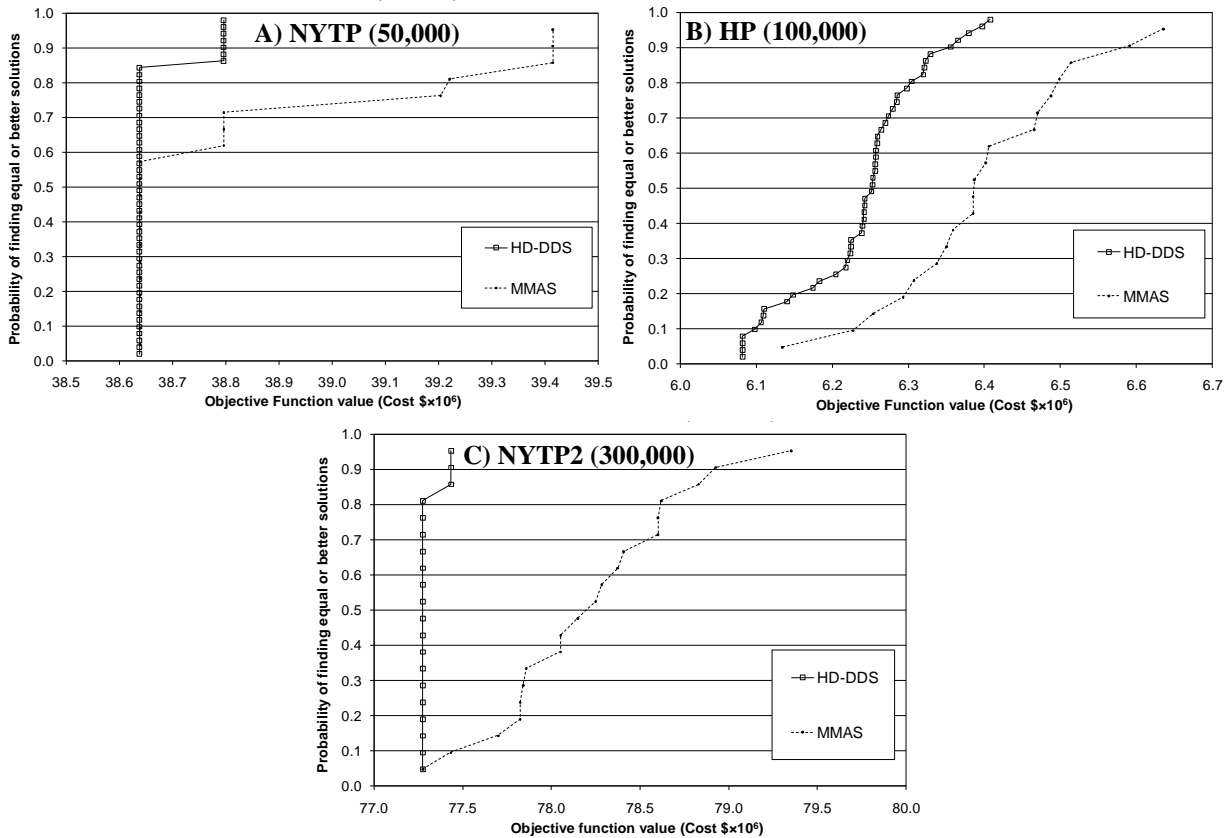 A) NYTP (50,000)
Probability of finding equal or better solutions
1.0
0.9
0.8
0.7
0.6
0.5
0.4
0.3
0.2
0.1
0.0
HD-DDS
MMAS
38.5 38.6 38.7 38.8 38.9 39.0 39.1 39.2 39.3 39.4 39.5
Objective Function value (Cost $×10⁶)
B) HP (100,000)
Probability of finding equal or better solutions
1.0
0.9
0.8
0.7
0.6
0.5
0.4
0.3
0.2
0.1
0.0
HD-DDS
MMAS
6.0 6.1 6.2 6.3 6.4 6.5 6.6 6.7
Objective Function value (Cost $×10⁶)
C) NYTP2 (300,000)
Probability of finding equal or better solutions
1.0
0.9
0.8
0.7
0.6
0.5
0.4
0.3
0.2
0.1
0.0
HD-DDS
MMAS
77.0 77.5 78.0 78.5 79.0 79.5 80.0
Objective function value (Cost $×10⁶)